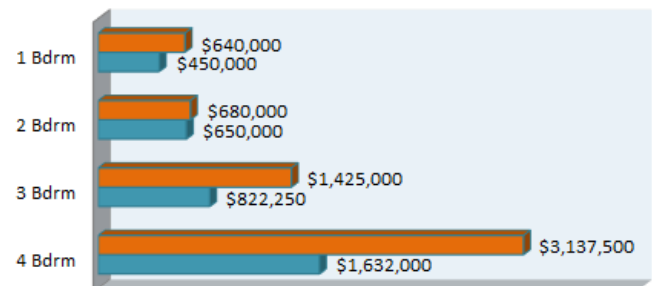 1 Bdrm
$640,000
$450,000
2 Bdrm
$680,000
$650,000
3 Bdrm
$1,425,000
$822,250
4 Bdrm
$3,137,500
$1,632,000